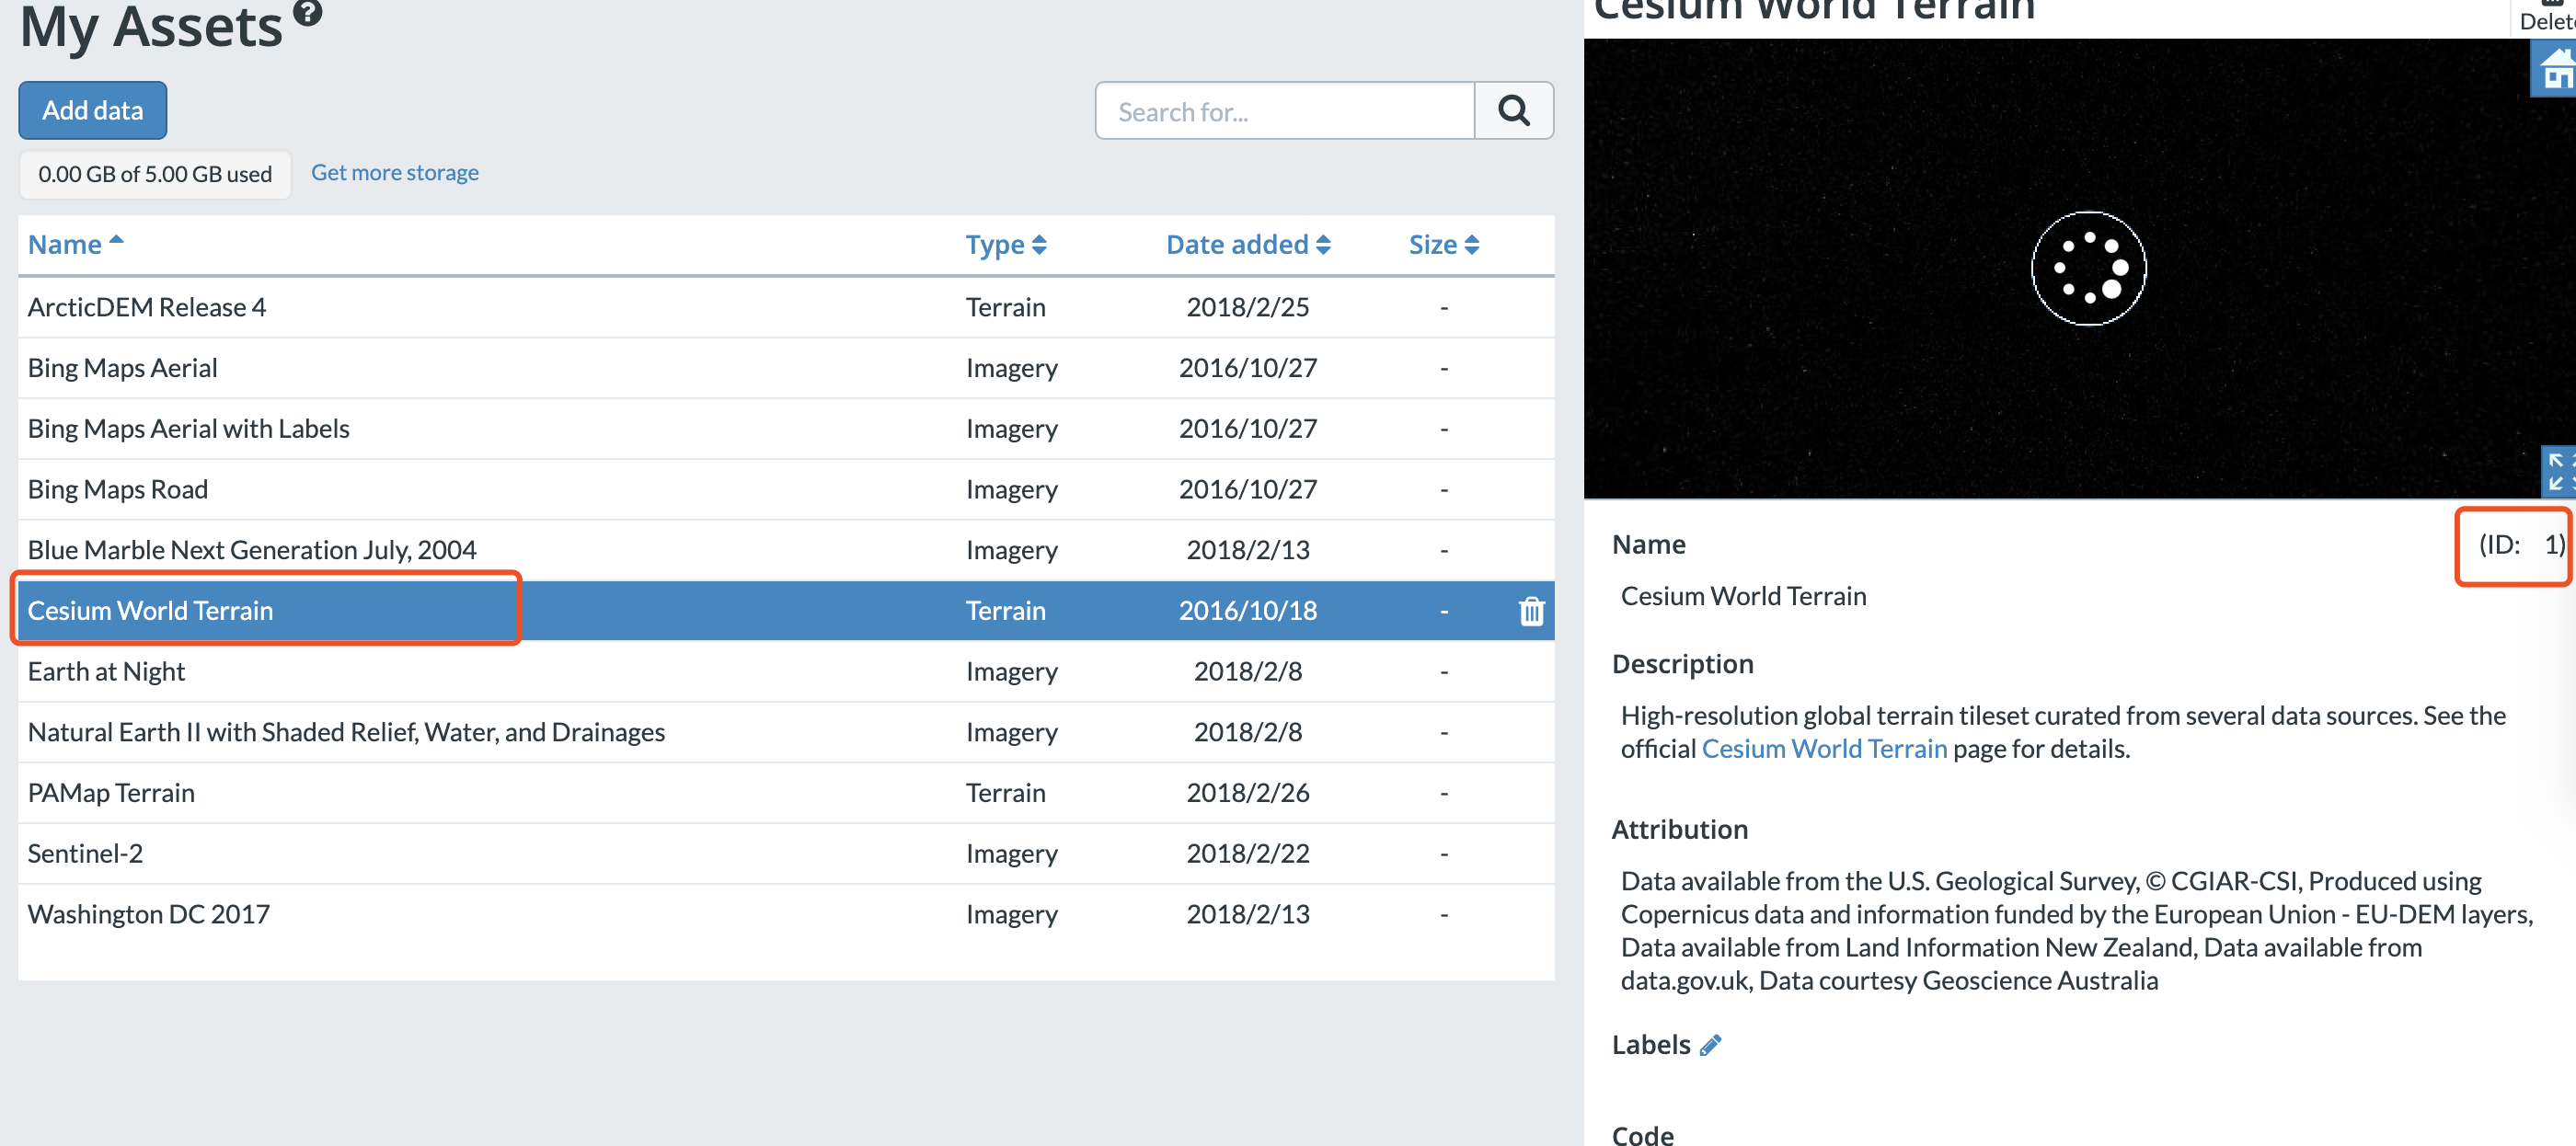 My Assets
Add data
Search for...
0.00 GB of 5.00 GB used Get more storage
Name Type Date added Size
ArcticDEM Release 4 Terrain 2018/2/25 -
Bing Maps Aerial Imagery 2016/10/27 -
Bing Maps Aerial with Labels Imagery 2016/10/27 -
Bing Maps Road Imagery 2016/10/27 -
Blue Marble Next Generation July, 2004 Imagery 2018/2/13 -
Cesium World Terrain Terrain 2016/10/18 -
Earth at Night Imagery 2018/2/8 -
Natural Earth II with Shaded Relief, Water, and Drainages Imagery 2018/2/8 -
PAMap Terrain Terrain 2018/2/26 -
Sentinel-2 Imagery 2018/2/22 -
Washington DC 2017 Imagery 2018/2/13 -
Cesium World Terrain
Delet
Name (ID: 1)
Cesium World Terrain
Description
High-resolution global terrain tileset curated from several data sources. See the
official Cesium World Terrain page for details.
Attribution
Data available from the U.S. Geological Survey, © CGIAR-CSI, Produced using
Copernicus data and information funded by the European Union - EU-DEM layers,
Data available from Land Information New Zealand, Data available from
data.gov.uk, Data courtesy Geoscience Australia
Labels
Code